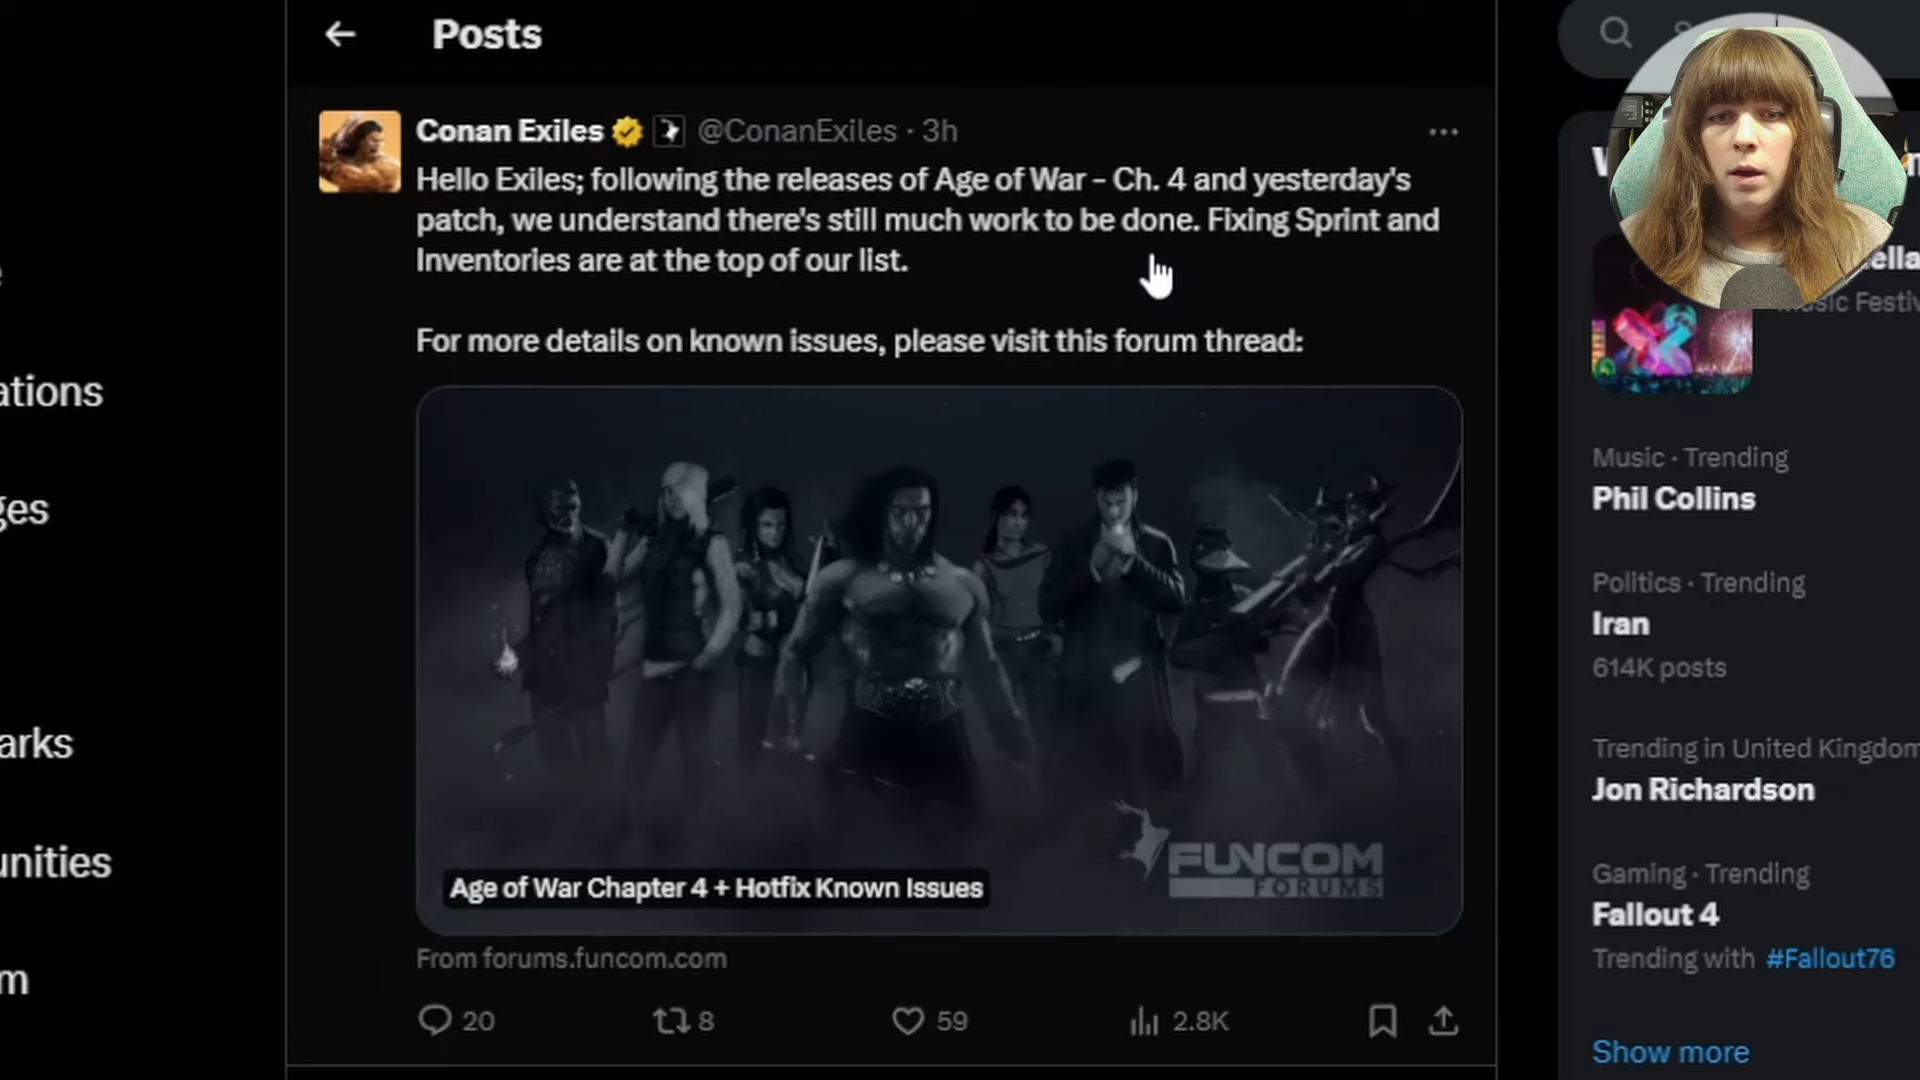 Posts
Conan Exiles @ConanExiles · 3h
Hello Exiles; following the releases of Age of War - Ch. 4 and yesterday's
patch, we understand there's still much work to be done. Fixing Sprint and
Inventories are at the top of our list.
For more details on known issues, please visit this forum thread:
FUNCOM
FORUMS
Age of War Chapter 4 + Hotfix Known Issues
From forums.funcom.com
20 8 59 2.8K
ations
ges
arks
unities
m
ella
Music Festiv
Music · Trending
Phil Collins
Politics · Trending
Iran
614K posts
Trending in United Kingdom
Jon Richardson
Gaming · Trending
Fallout 4
Trending with #Fallout76
Show more